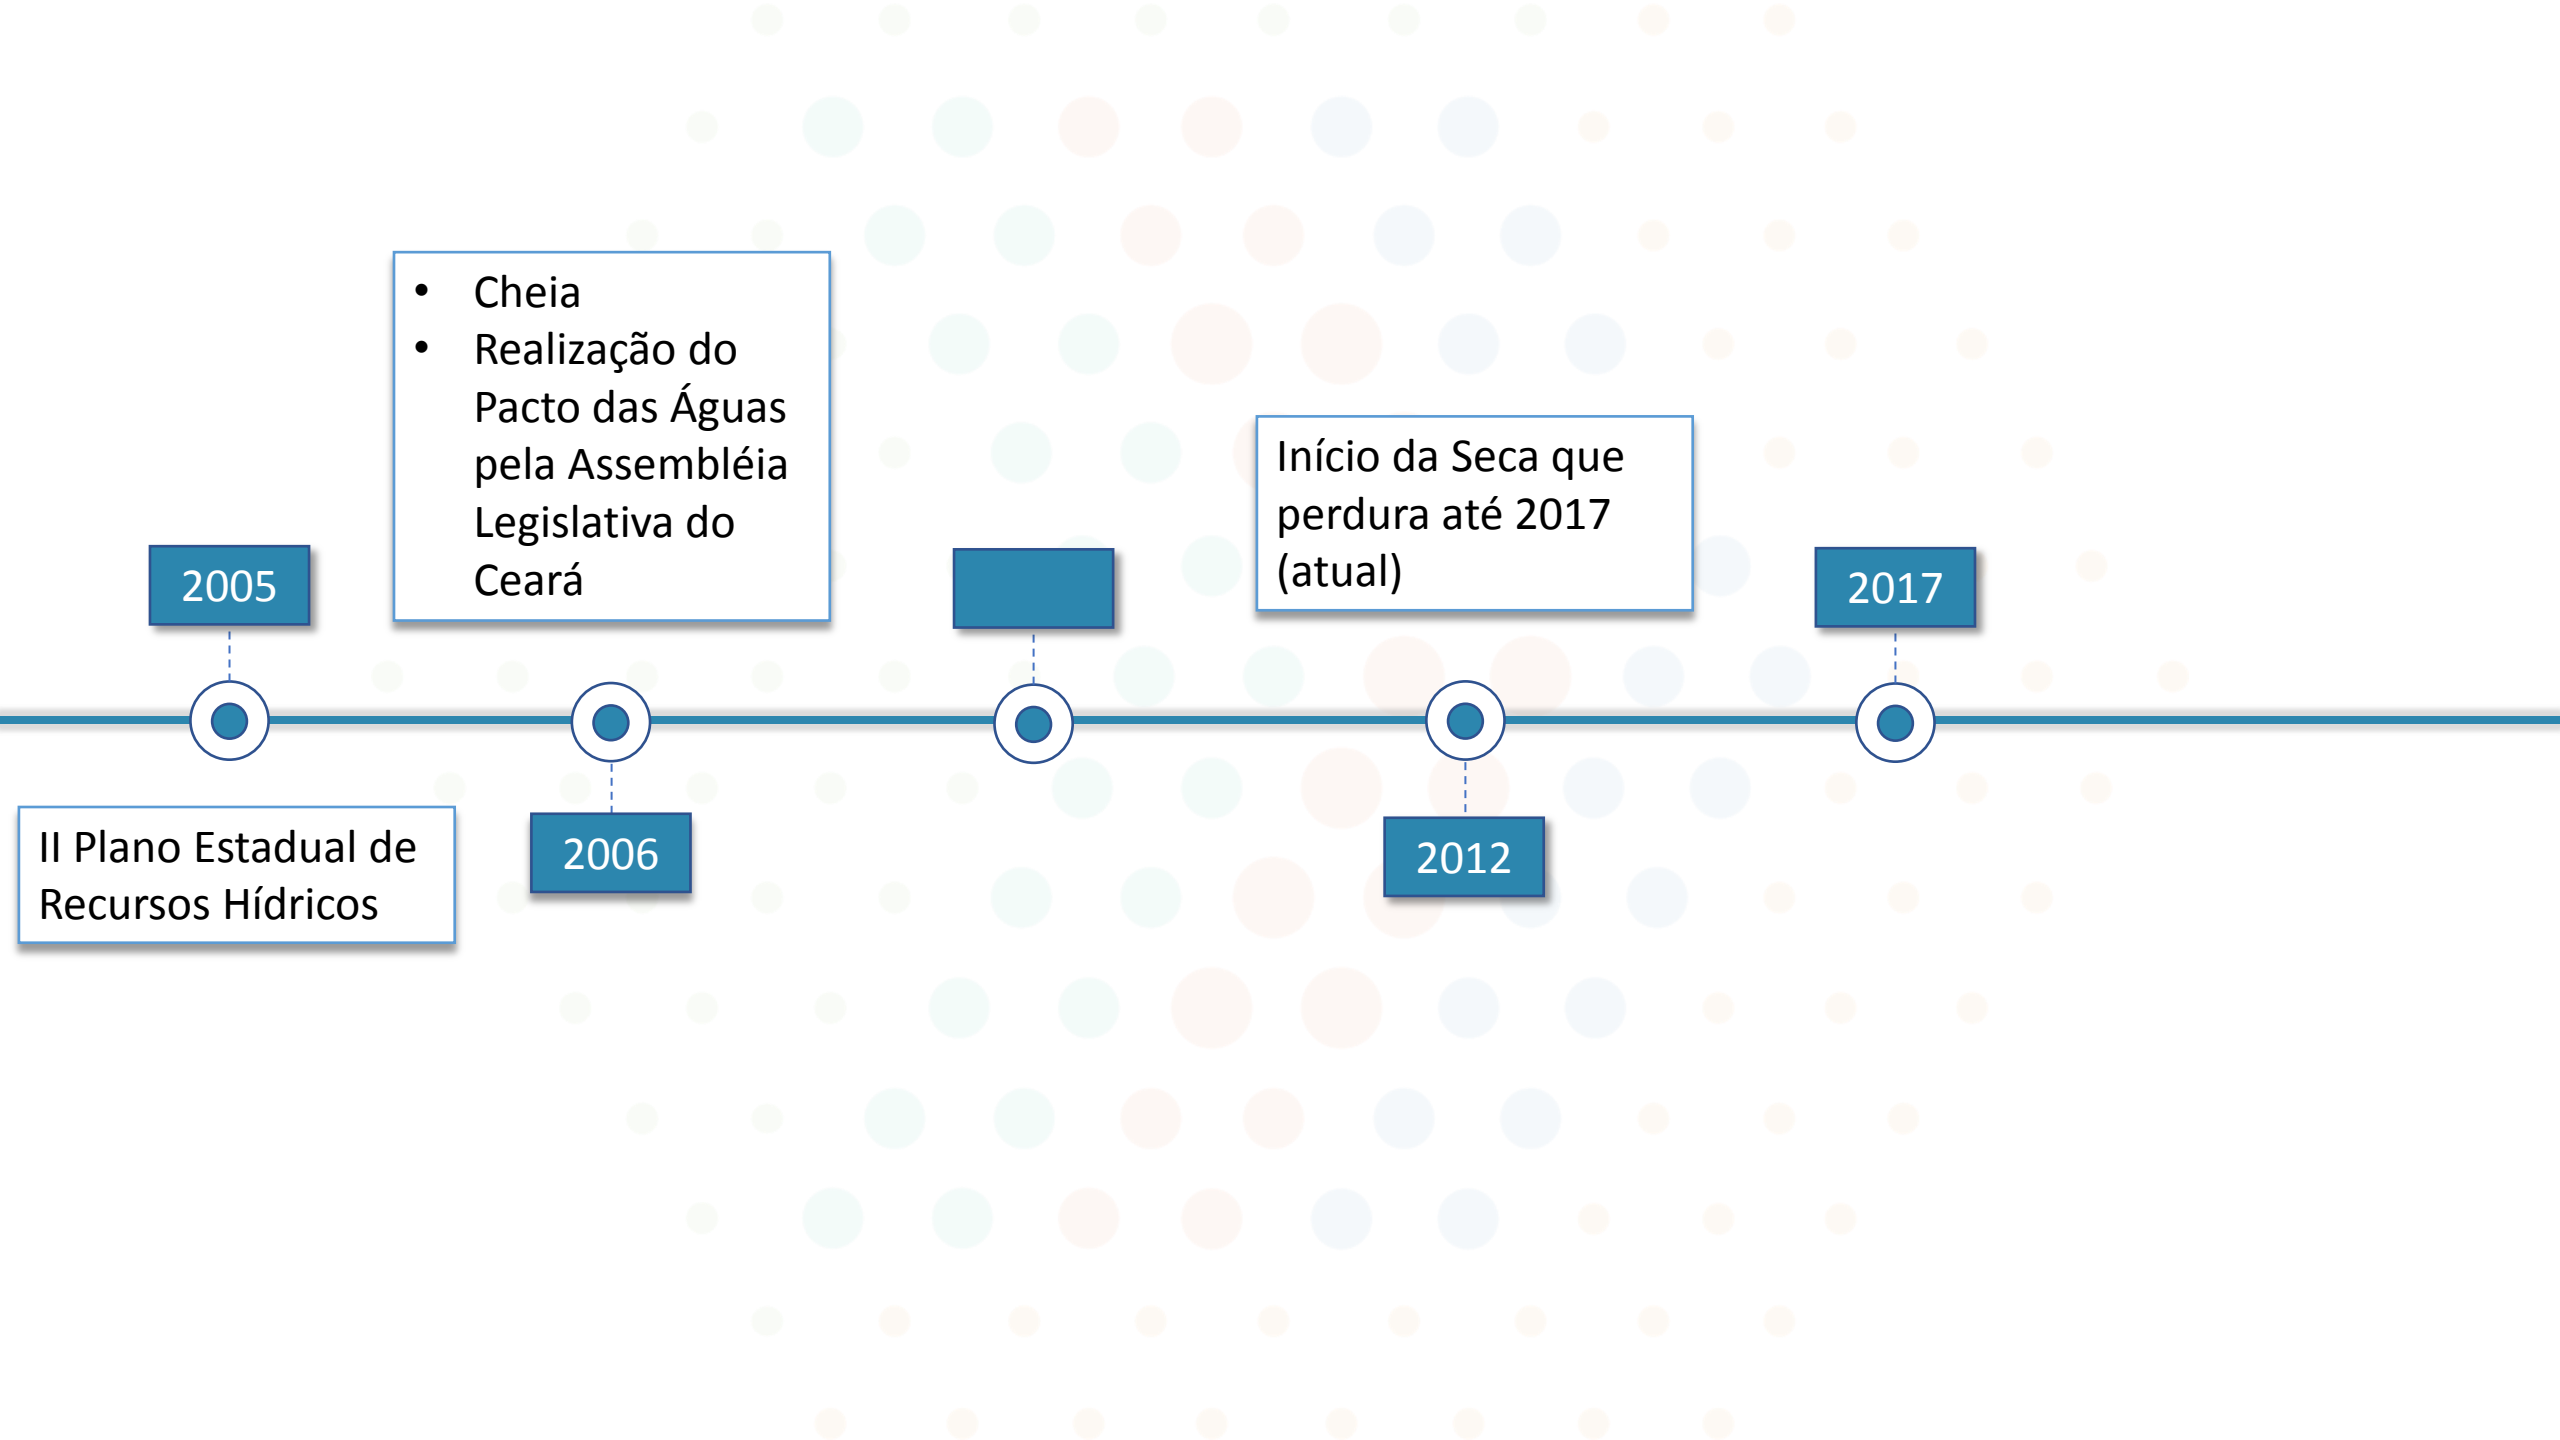 • Cheia
• Realização do
Pacto das Águas
pela Assembléia
Legislativa do
Ceará
Início da Seca que
perdura até 2017
(atual)
2005
2017
II Plano Estadual de
Recursos Hídricos
2006
2012